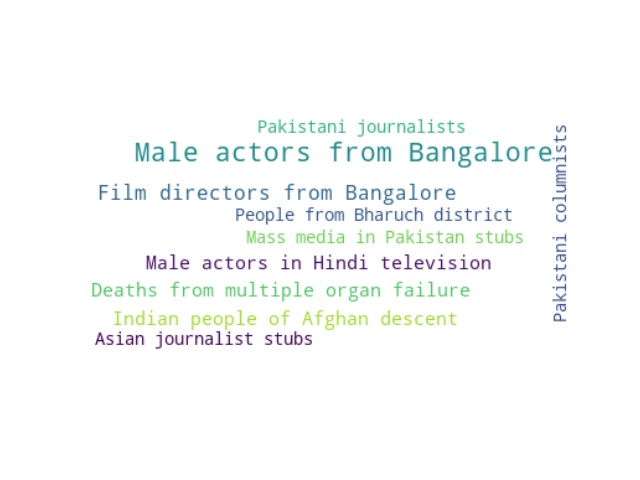 Pakistani journalists
Male actors from Bangalore
Film directors from Bangalore
People from Bharuch district
Mass media in Pakistan stubs
Male actors in Hindi television
Deaths from multiple organ failure
Indian people of Afghan descent
Asian journalist stubs
Pakistani columnists